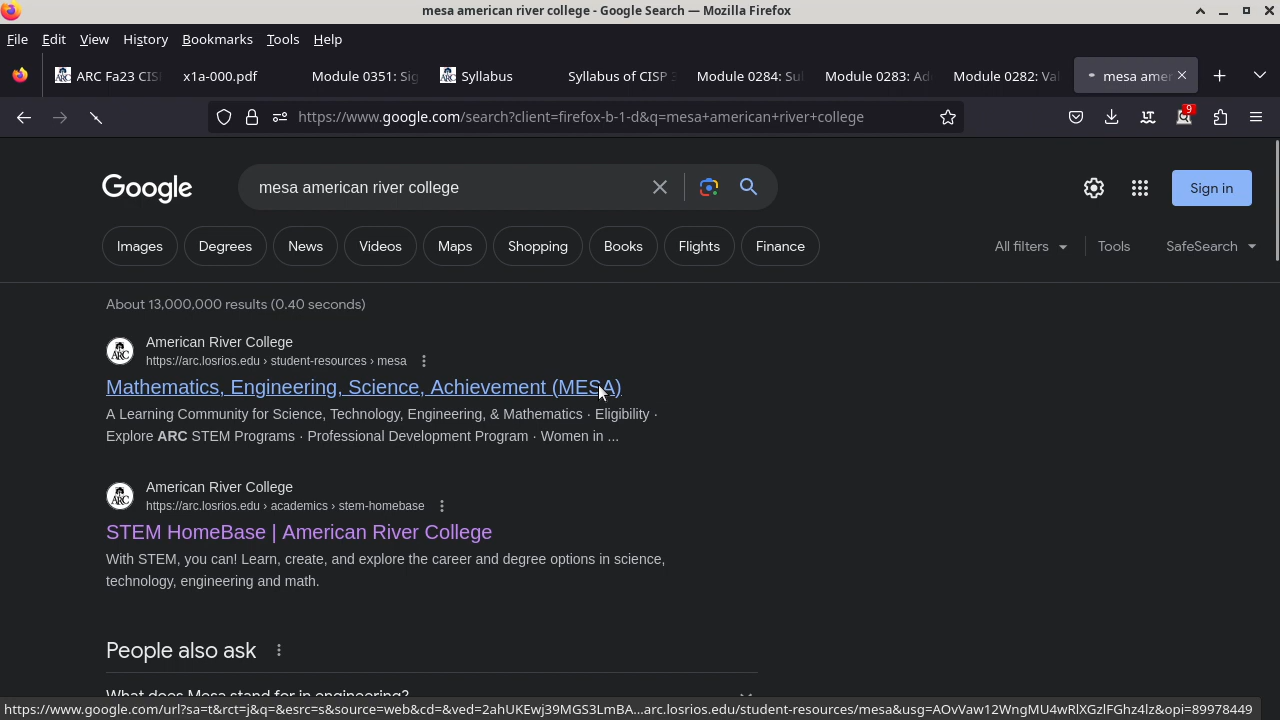 mesa american river college - Google Search — Mozilla Firefox
File Edit View History Bookmarks Tools Help
ARC Fa23 CIS x1a-000.pdf Module 0351: Sig Syllabus Syllabus of CISP 3 Module 0284: Sul Module 0283: Ad Module 0282: Val mesa amer
https://www.google.com/search?client=firefox-b-1-d&q=mesa+american+river+college 9
Google mesa american river college Sign in
Images Degrees News Videos Maps Shopping Books Flights Finance All filters Tools SafeSearch
About 13,000,000 results (0.40 seconds)
American River College
https://arc.losrios.edu › student-resources › mesa
Mathematics, Engineering, Science, Achievement (MESA)
A Learning Community for Science, Technology, Engineering, & Mathematics · Eligibility ·
Explore ARC STEM Programs · Professional Development Program · Women in ...
American River College
https://arc.losrios.edu › academics › stem-homebase
STEM HomeBase | American River College
With STEM, you can! Learn, create, and explore the career and degree options in science,
technology, engineering and math.
People also ask
What does Mesa stand for in engineering?
https://www.google.com/url?sa=t&rct=j&q=&esrc=s&source=web&cd=&ved=2ahUKEwj39MGS3LmBA...arc.losrios.edu/student-resources/mesa&usg=AOvVaw12WngMU4wRlXGzlFGhz4lz&opi=89978449